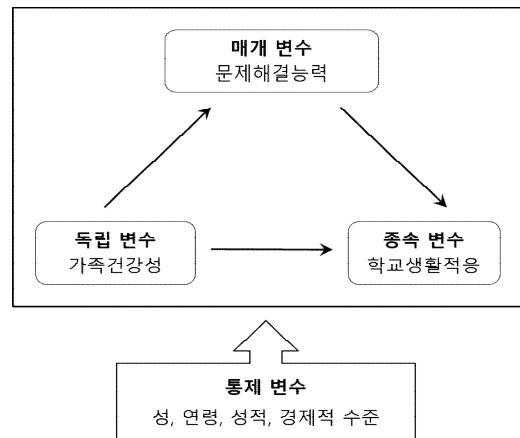 매개 변수
문제해결능력
독립 변수
가족건강성
종속 변수
학교생활적응
통제 변수
성, 연령, 성적, 경제적 수준